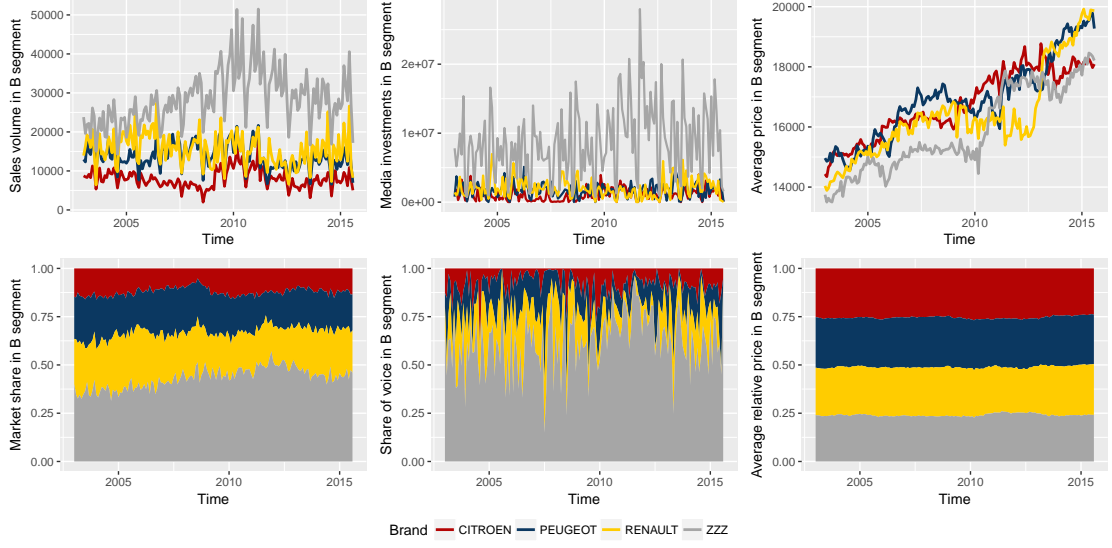 Sales volume in B segment
50000
40000
30000
20000
10000
0
2005 2010 2015
Time
Media investments in B segment
2e+07
1e+07
0e+00
2005 2010 2015
Time
Average price in B segment
20000
18000
16000
14000
2005 2010 2015
Time
Market share in B segment
1.00
0.75
0.50
0.25
0.00
2005 2010 2015
Time
Share of voice in B segment
1.00
0.75
0.50
0.25
0.00
2005 2010 2015
Time
Average relative price in B segment
1.00
0.75
0.50
0.25
0.00
2005 2010 2015
Time
Brand CITROEN PEUGEOT RENAULT ZZZ